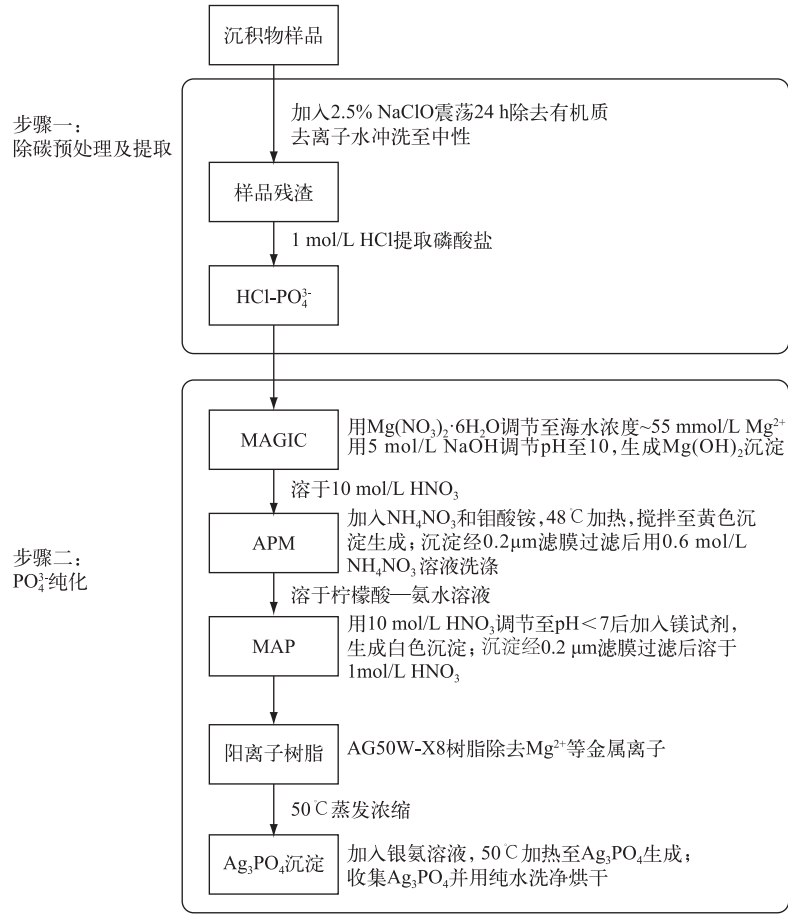 沉积物样品
步骤一：
除碳预处理及提取
加入2.5% NaClO震荡24 h除去有机质
去离子水冲洗至中性
样品残渣
1 mol/L HCl提取磷酸盐
HCl-PO₄³⁻
步骤二：
PO₄³⁻纯化
MAGIC
用Mg(NO₃)₂·6H₂O调节至海水浓度~55 mmol/L Mg²⁺
用5 mol/L NaOH调节pH至10，生成Mg(OH)₂沉淀
溶于10 mol/L HNO₃
APM
加入NH₄NO₃和钼酸铵，48℃加热，搅拌至黄色沉
淀生成；沉淀经0.2μm滤膜过滤后用0.6 mol/L
NH₄NO₃溶液洗涤
溶于柠檬酸—氨水溶液
MAP
用10 mol/L HNO₃调节至pH＜7后加入镁试剂，
生成白色沉淀；沉淀经0.2 μm滤膜过滤后溶于
1mol/L HNO₃
阳离子树脂
AG50W-X8树脂除去Mg²⁺等金属离子
50℃蒸发浓缩
Ag₃PO₄沉淀
加入银氨溶液，50℃加热至Ag₃PO₄生成；
收集Ag₃PO₄并用纯水洗净烘干